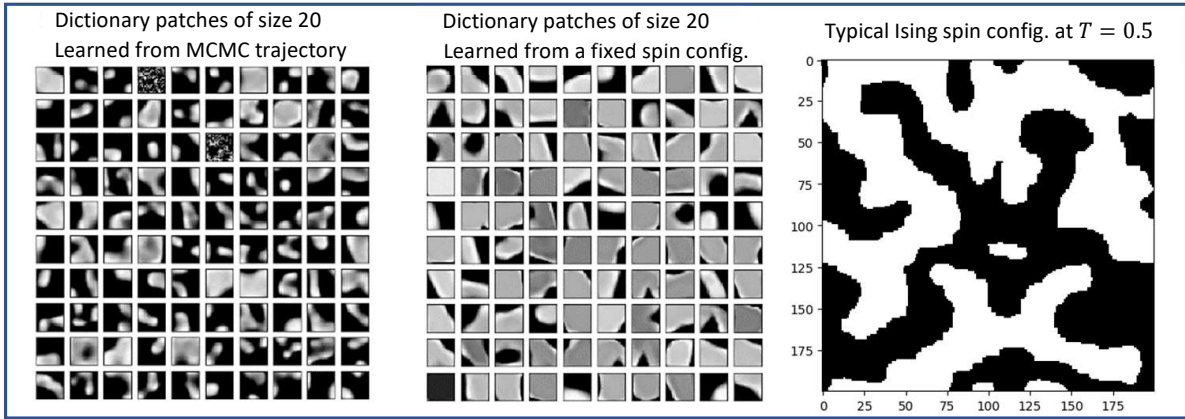 Dictionary patches of size 20
Learned from MCMC trajectory
Dictionary patches of size 20
Learned from a fixed spin config.
Typical Ising spin config. at T = 0.5
0
25
50
75
100
125
150
175
0 25 50 75 100 125 150 175